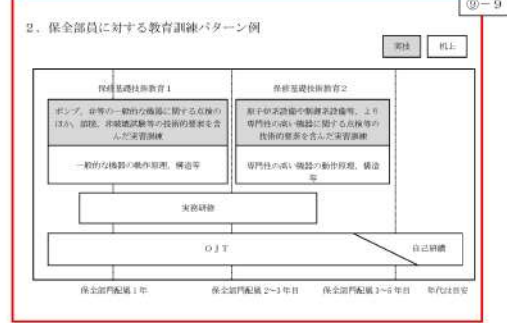 ⑨-9
2．保全部員に対する教育訓練パターン例
実技
机上
保修基礎技術教育1
保修基礎技術教育2
ポンプ、弁等の一般的な機器に関する点検の
ほか、溶接、非破壊試験等の技術的要素を含
んだ実習訓練
原子炉系設備や制御系設備等、より
専門性の高い機器に関する点検等の
技術的要素を含んだ実習訓練
一般的な機器の動作原理、構造等
専門性の高い機器の動作原理、構造
等
実務研修
OJT
自己研鑽
保全部門配属1年
保全部門配属2~3年目
保全部門配属3~5年目
年代は目安